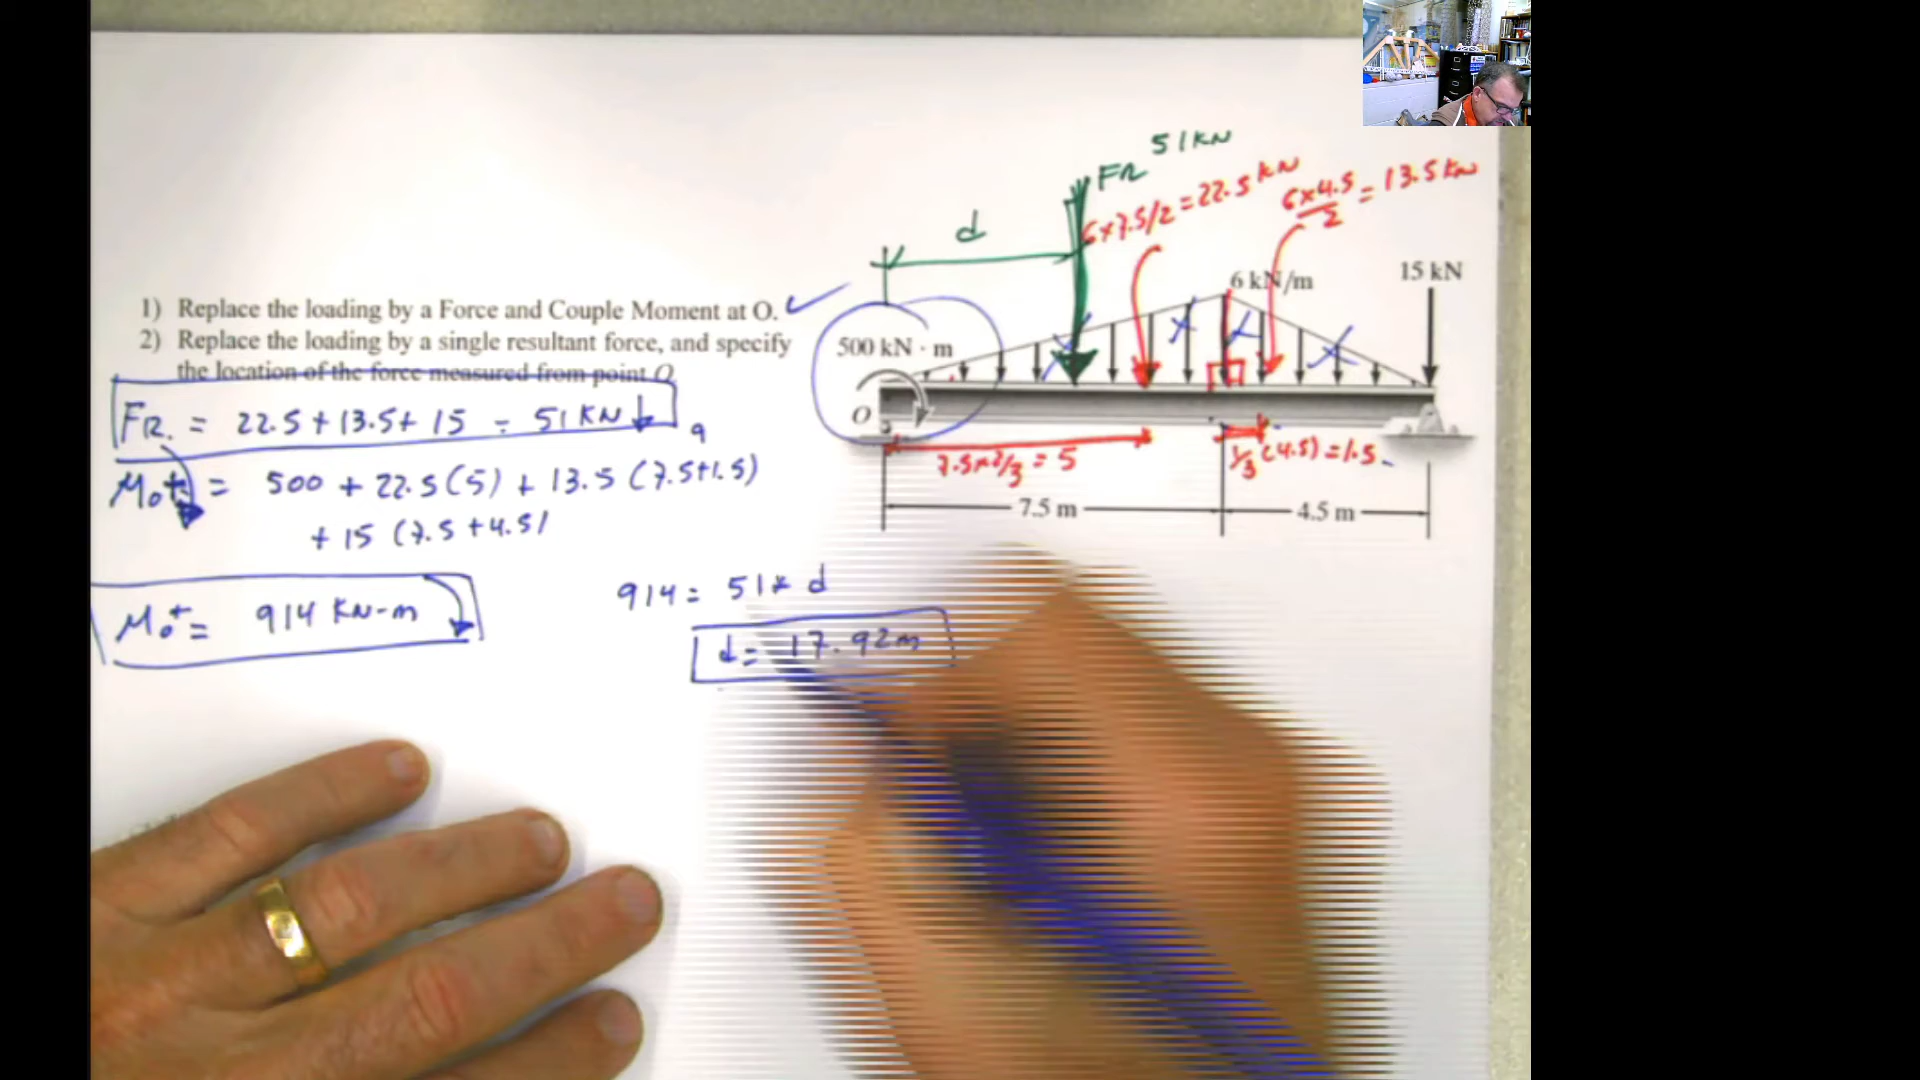 1) Replace the loading by a Force and Couple Moment at O.
2) Replace the loading by a single resultant force, and specify
the location of the force measured from point O
FR. = 22.5 + 13.5 + 15 = 51 KN ↓
Mo+ = 500 + 22.5 (5) + 13.5 (7.5+1.5)
+ 15 (7.5 + 4.5)
Mo+ = 914 KN-m
914 = 51 * d
d = 17.92 m
FR 51 KN
d
6×7.5/2 = 22.5 KN
6×4.5/2 = 13.5 KN
6 kN/m
15 kN
500 kN · m
O
7.5×2/3 = 5
1/3 (4.5) = 1.5
7.5 m
4.5 m